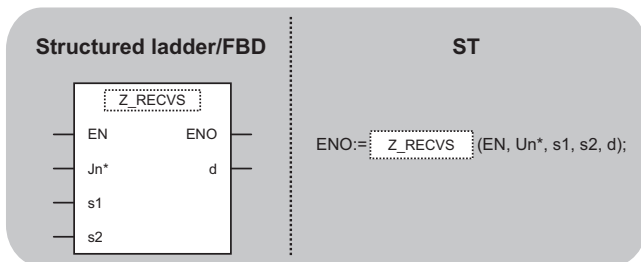 Structured ladder/FBD
Z_RECVS
EN ENO
Jn* d
s1
s2
ST
ENO:= Z_RECVS (EN, Un*, s1, s2, d);